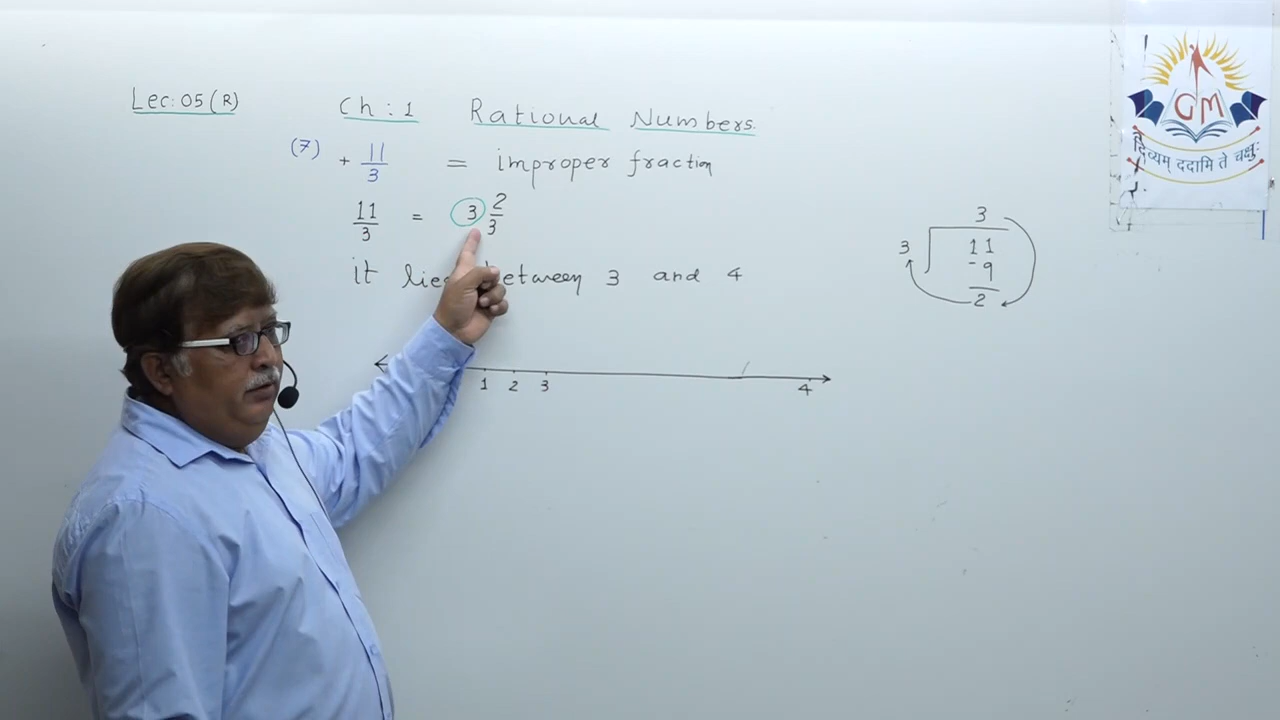 Lec: 05 (R)
Ch : 1 Rational Numbers.
(7) + 11/3 = improper fraction
11/3 = 3 2/3
it lies between 3 and 4
1 2 3 4
3
3 11
- 9
2
GM
दिव्यम् ददामि ते चक्षुः